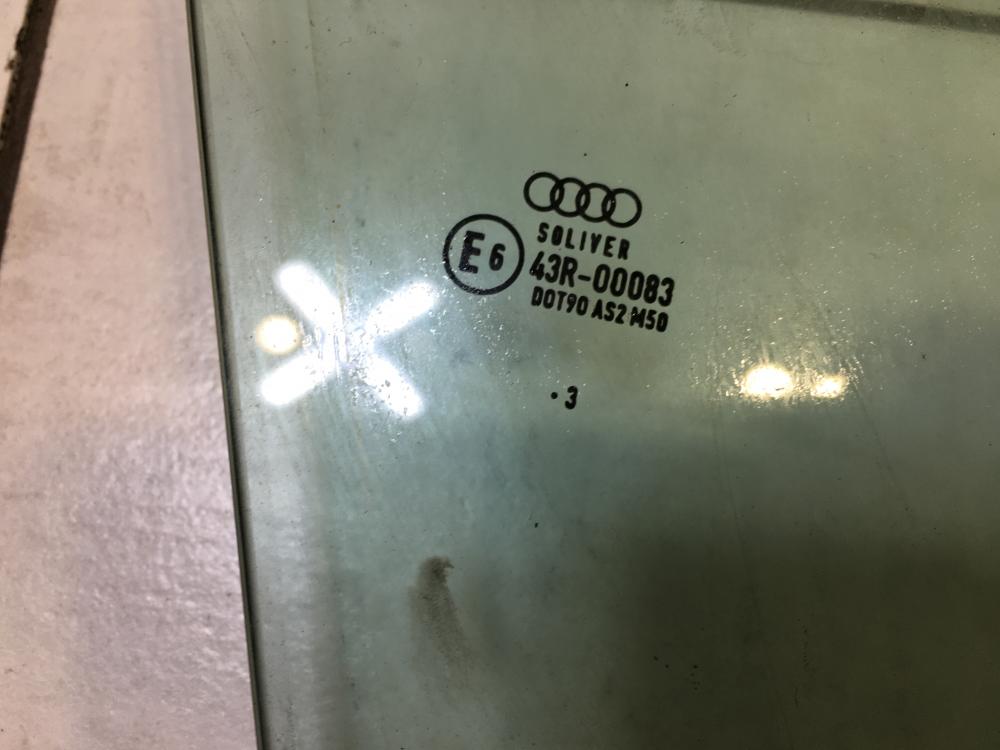 SOLIVER
E6
43R-00083
DOT90 AS2 M50
. 3